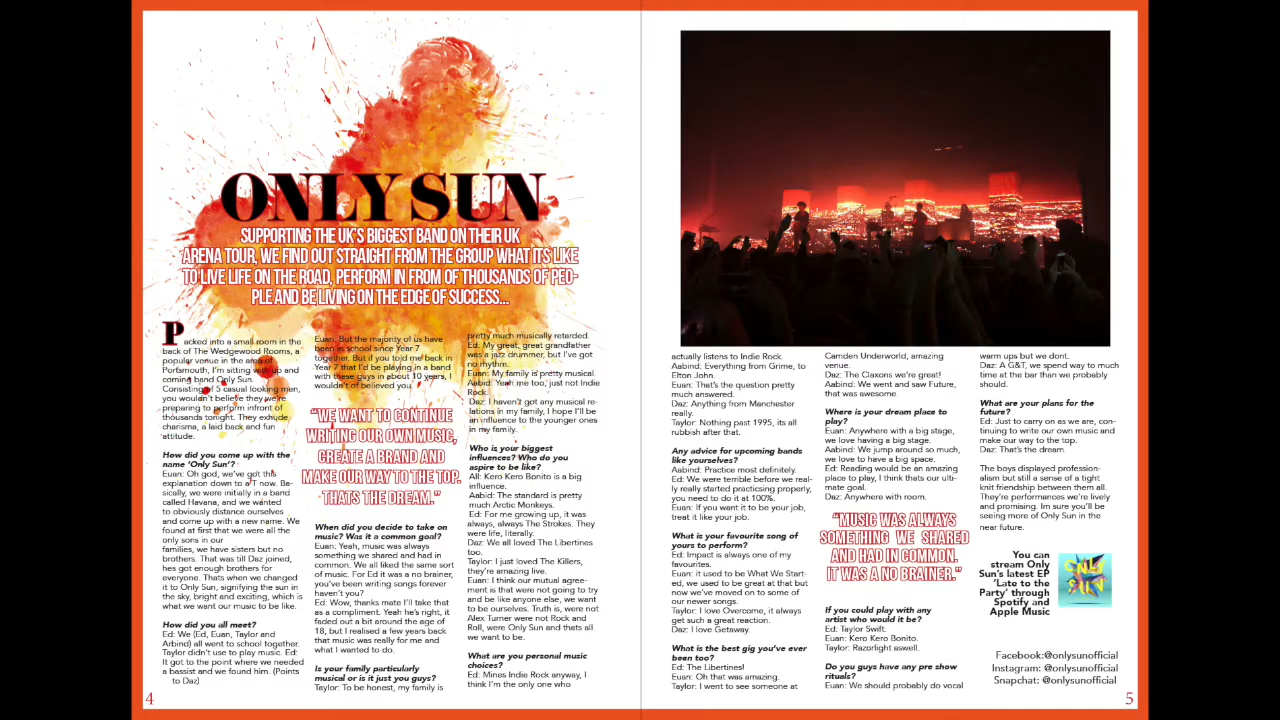 ONLY SUN
SUPPORTING THE UK'S BIGGEST BAND ON THEIR UK
ARENA TOUR, WE FIND OUT STRAIGHT FROM THE GROUP WHAT ITS LIKE
TO LIVE LIFE ON THE ROAD, PERFORM IN FROM OF THOUSANDS OF PEO-
PLE AND BE LIVING ON THE EDGE OF SUCCESS...
Packed into a small room in the
back of The Wedgewood Rooms, a
popular venue in the area of
Portsmouth, I'm sitting with up and
coming band Only Sun.
Consisting of 5 casual looking men,
you wouldn't believe they were
preparing to perform infront of
thousands tonight. They exhude
charisma, a laid back and fun
attitude.
How did you come up with the
name 'Only Sun'?
Euan: Oh god, we've got this
explanation down to a T now. Ba-
sically, we were initially in a band
called Havana, and we wanted
to obviously distance ourselves
and come up with a new name. We
found at first that we were all the
only sons in our
families, we have sisters but no
brothers. That was till Daz joined,
hes got enough brothers for
everyone. Thats when we changed
it to Only Sun, signifying the sun in
the sky, bright and exciting, which is
what we want our music to be like.
How did you all meet?
Ed: We (Ed, Euan, Taylor and
Arbind) all went to school together.
Taylor didn't use to play music. Ed:
It got to the point where we needed
a bassist and we found him. (Points
to Daz)
Euan: But the majority of us have
been in school since Year 7
together. But if you told me back in
Year 7 that I'd be playing in a band
with these guys in about 10 years, I
wouldn't of believed you.
"WE WANT TO CONTINUE
WRITING OUR OWN MUSIC,
CREATE A BRAND AND
MAKE OUR WAY TO THE TOP.
THATS THE DREAM."
When did you decide to take on
music? Was it a common goal?
Euan: Yeah, music was always
something we shared and had in
common. We all liked the same sort
of music. For Ed it was a no brainer,
you've been writing songs forever
haven't you?
Ed: Wow, thanks mate I'll take that
as a compliment. Yeah he's right, it
faded out a bit around the age of
18, but I realised a few years back
that music was really for me and
what I wanted to do.
Is your family particularly
musical or is it just you guys?
Taylor: To be honest, my family is
pretty much musically retarded.
Ed: My great, great grandfather
was a jazz drummer, but I've got
no rhythm.
Euan: My family is pretty musical.
Aabid: Yeah me too, just not Indie
Rock.
Daz: I haven't got any musical re-
lations in my family, I hope I'll be
an influence to the younger ones
in my family.
Who is your biggest
influences? Who do you
aspire to be like?
All: Kero Kero Bonito is a big
influence.
Aabid: The standard is pretty
much Arctic Monkeys.
Ed: For me growing up, it was
always, always The Strokes. They
were life, literally.
Daz: We all loved The Libertines
too.
Taylor: I just loved The Killers,
they're amazing live.
Euan: I think our mutual agree-
ment is that were not going to try
and be like anyone else, we want
to be ourselves. Truth is, were not
Alex Turner were not Rock and
Roll, were Only Sun and thats all
we want to be.
What are you personal music
choices?
Ed: Mines Indie Rock anyway, I
think I'm the only one who
4
actually listens to Indie Rock.
Aabind: Everything from Grime, to
Elton John.
Euan: That's the question pretty
much answered.
Daz: Anything from Manchester
really.
Taylor: Nothing past 1995, its all
rubbish after that.
Any advice for upcoming bands
like yourselves?
Aabind: Practice most definitely.
Ed: We were terrible before we real-
ly really started practicing properly,
you need to do it at 100%.
Euan: If you want it to be your job,
treat it like your job.
What is your favourite song of
yours to perform?
Ed: Impact is always one of my
favourites.
Euan: it used to be What We Start-
ed, we used to be great at that but
now we've moved on to some of
our newer songs.
Taylor: I love Overcome, it always
get such a great reaction.
Daz: I love Getaway.
What is the best gig you've ever
been too?
Ed: The Libertines!
Euan: Oh that was amazing.
Taylor: I went to see someone at
Camden Underworld, amazing
venue.
Daz: The Claxons we're great!
Aabind: We went and saw Future,
that was awesome.
Where is your dream place to
play?
Euan: Anywhere with a big stage,
we love having a big stage.
Aabind: We jump around so much,
we love to have a big space.
Ed: Reading would be an amazing
place to play, I think thats our ulti-
mate goal.
Daz: Anywhere with room.
"MUSIC WAS ALWAYS
SOMETHING WE SHARED
AND HAD IN COMMON.
IT WAS A NO BRAINER."
If you could play with any
artist who would it be?
Ed: Taylor Swift.
Euan: Kero Kero Bonito.
Taylor: Razorlight aswell.
Do you guys have any pre show
rituals?
Euan: We should probably do vocal
warm ups but we dont.
Daz: A G&T, we spend way to much
time at the bar than we probably
should.
What are your plans for the
future?
Ed: Just to carry on as we are, con-
tinuing to write our own music and
make our way to the top.
Daz: That's the dream.
The boys displayed profession-
alism but still a sense of a tight
knit friendship between them all.
They're performances we're lively
and promising. Im sure you'll be
seeing more of Only Sun in the
near future.
You can
stream Only
Sun's latest EP
'Late to the
Party' through
Spotify and
Apple Music
ONLY
SUN
Facebook:@onlysunofficial
Instagram: @onlysunofficial
Snapchat: @onlysunofficial
5